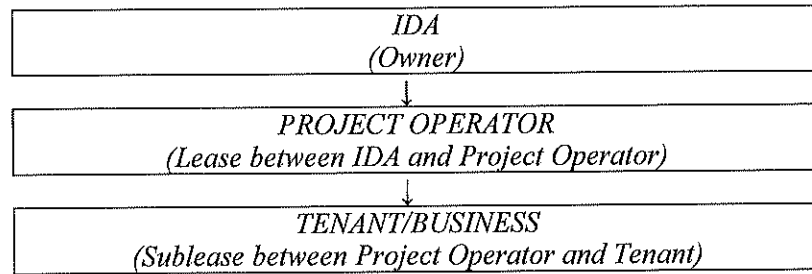 IDA
(Owner)
PROJECT OPERATOR
(Lease between IDA and Project Operator)
TENANT/BUSINESS
(Sublease between Project Operator and Tenant)